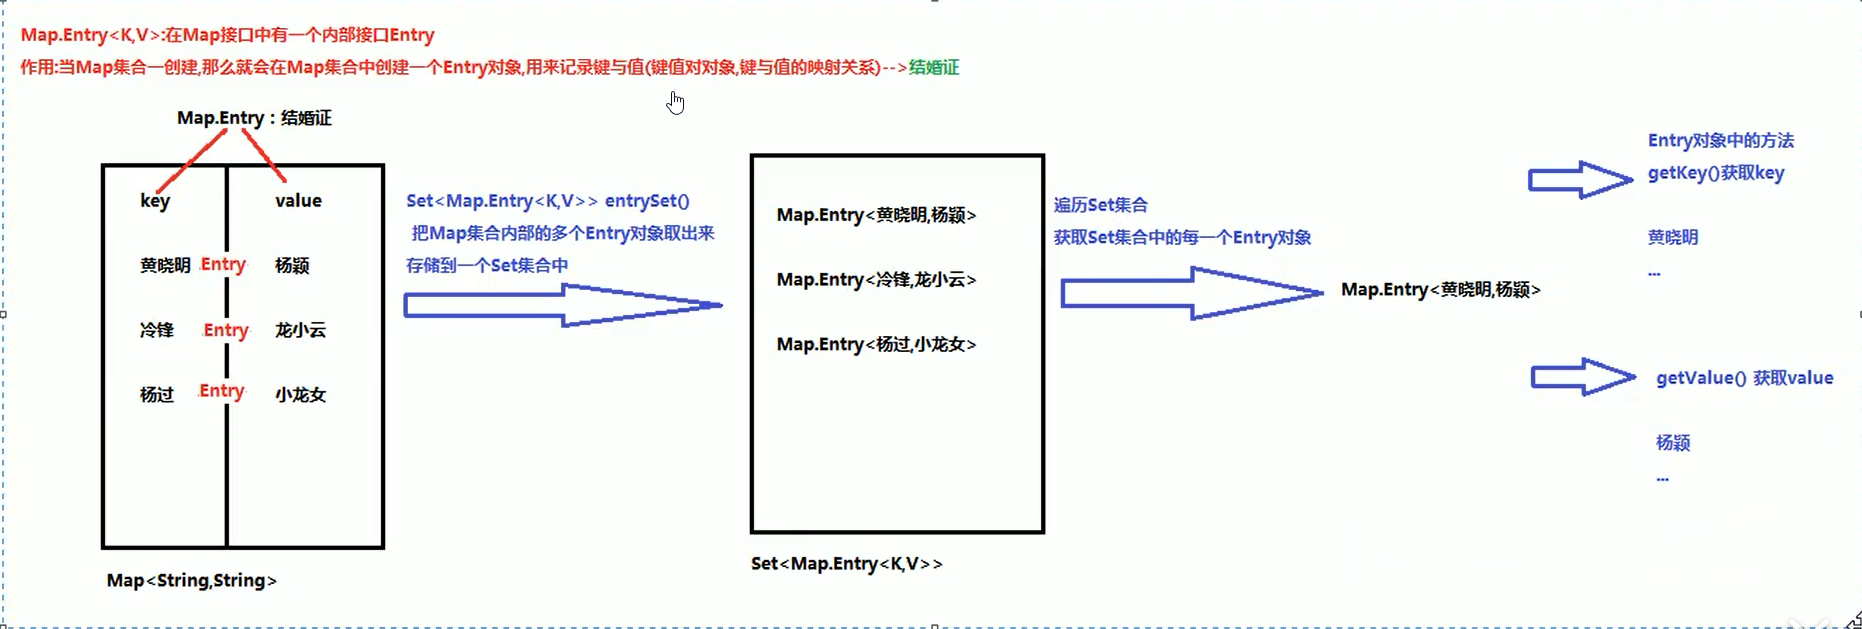 Map.Entry<K,V>:在Map接口中有一个内部接口Entry
作用:当Map集合一创建,那么就会在Map集合中创建一个Entry对象,用来记录键与值(键值对对象,键与值的映射关系)-->结婚证
Map.Entry：结婚证
key value
黄晓明 Entry 杨颖
冷锋 Entry 龙小云
杨过 Entry 小龙女
Map<String,String>
Set<Map.Entry<K,V>> entrySet()
把Map集合内部的多个Entry对象取出来
存储到一个Set集合中
Map.Entry<黄晓明,杨颖>
Map.Entry<冷锋,龙小云>
Map.Entry<杨过,小龙女>
Set<Map.Entry<K,V>>
遍历Set集合
获取Set集合中的每一个Entry对象
Map.Entry<黄晓明,杨颖>
Entry对象中的方法
getKey()获取key
黄晓明
...
getValue() 获取value
杨颖
...